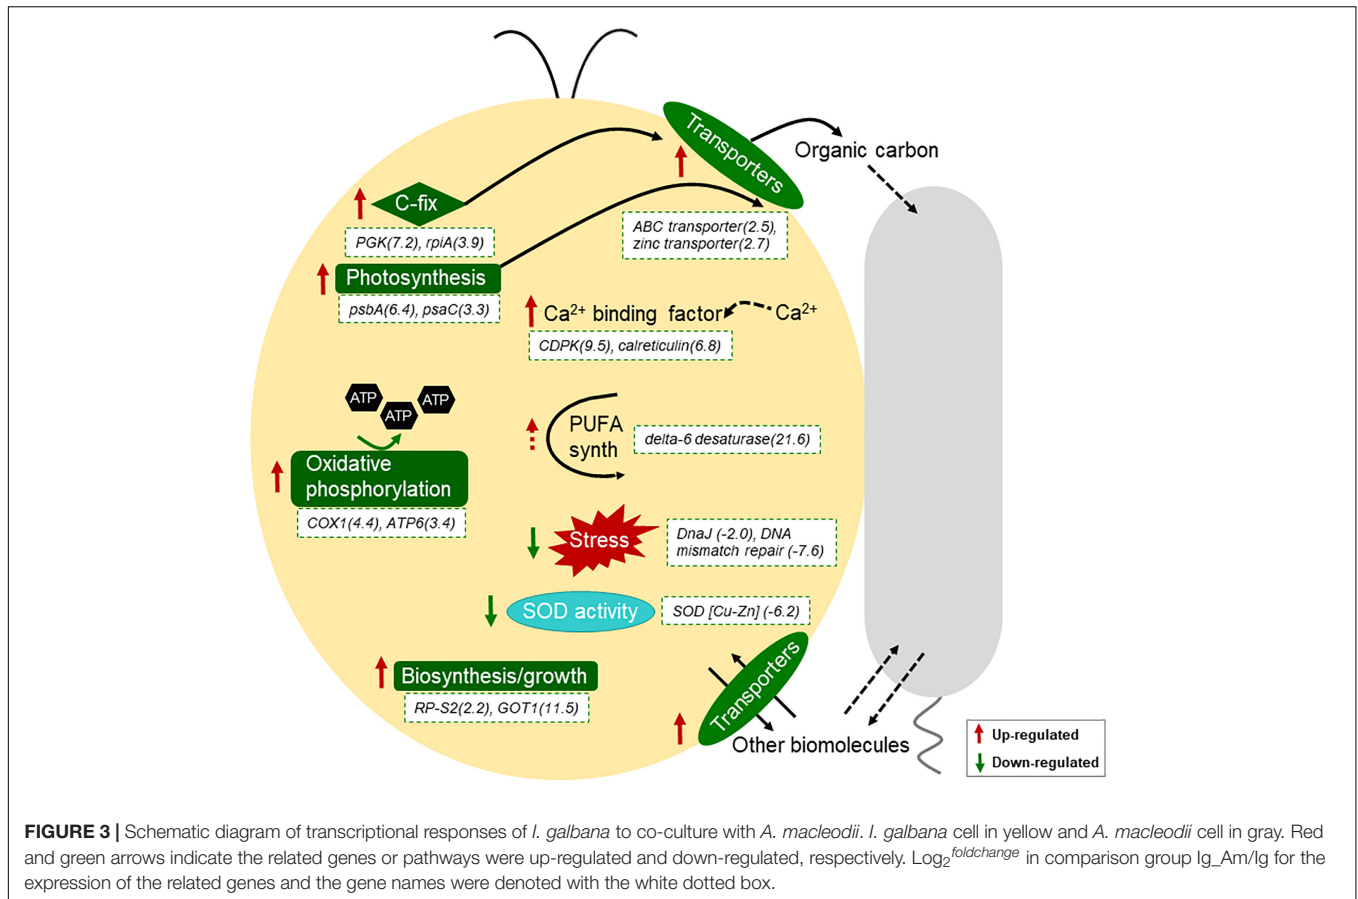 Transporters
Organic carbon
C-fix
PGK(7.2), rpiA(3.9)
ABC transporter(2.5),
zinc transporter(2.7)
Photosynthesis
psbA(6.4), psaC(3.3)
Ca2+ binding factor
Ca2+
CDPK(9.5), calreticulin(6.8)
ATP
ATP
ATP
PUFA
synth
delta-6 desaturase(21.6)
Oxidative
phosphorylation
COX1(4.4), ATP6(3.4)
Stress
DnaJ (-2.0), DNA
mismatch repair (-7.6)
SOD activity
SOD [Cu-Zn] (-6.2)
Biosynthesis/growth
RP-S2(2.2), GOT1(11.5)
Transporters
Other biomolecules
Up-regulated
Down-regulated
FIGURE 3 | Schematic diagram of transcriptional responses of I. galbana to co-culture with A. macleodii. I. galbana cell in yellow and A. macleodii cell in gray. Red
and green arrows indicate the related genes or pathways were up-regulated and down-regulated, respectively. Log2foldchange in comparison group Ig_Am/Ig for the
expression of the related genes and the gene names were denoted with the white dotted box.